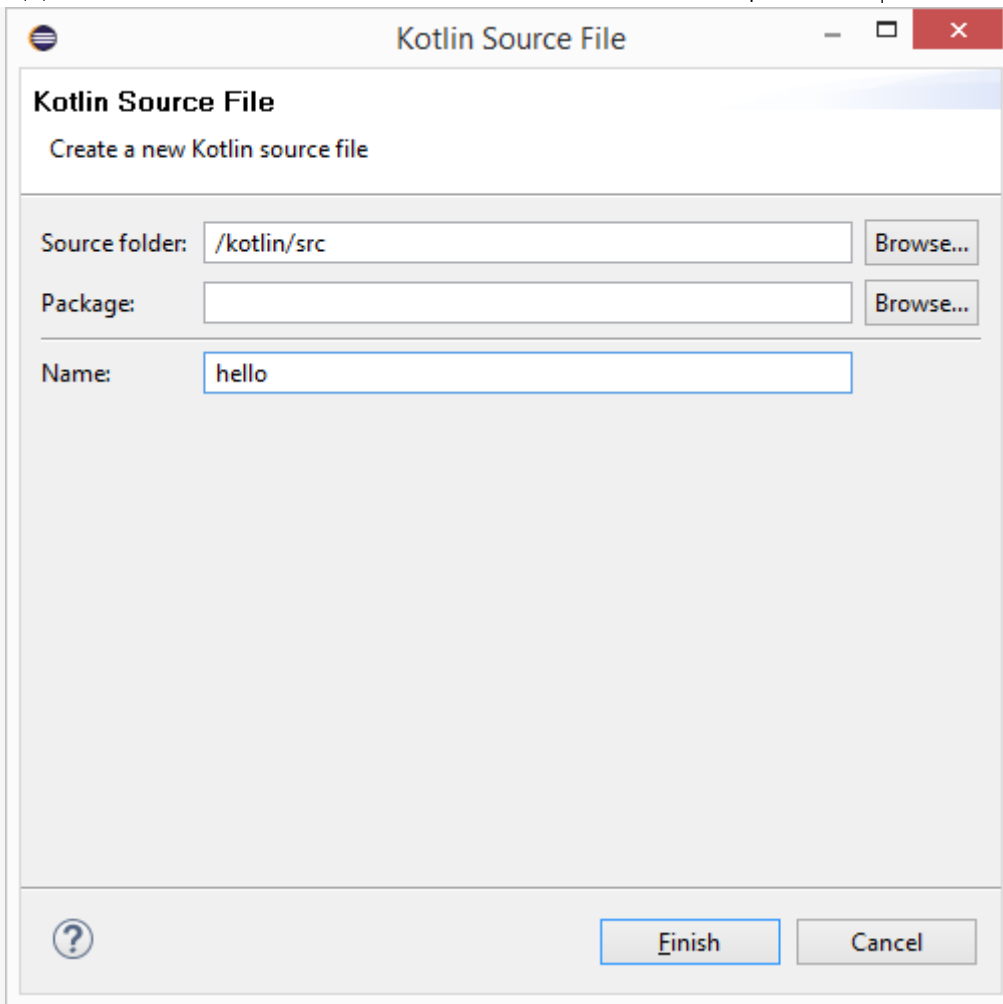 Kotlin Source File
Kotlin Source File
Create a new Kotlin source file
Source folder: /kotlin/src Browse...
Package: Browse...
Name: hello
? Finish Cancel